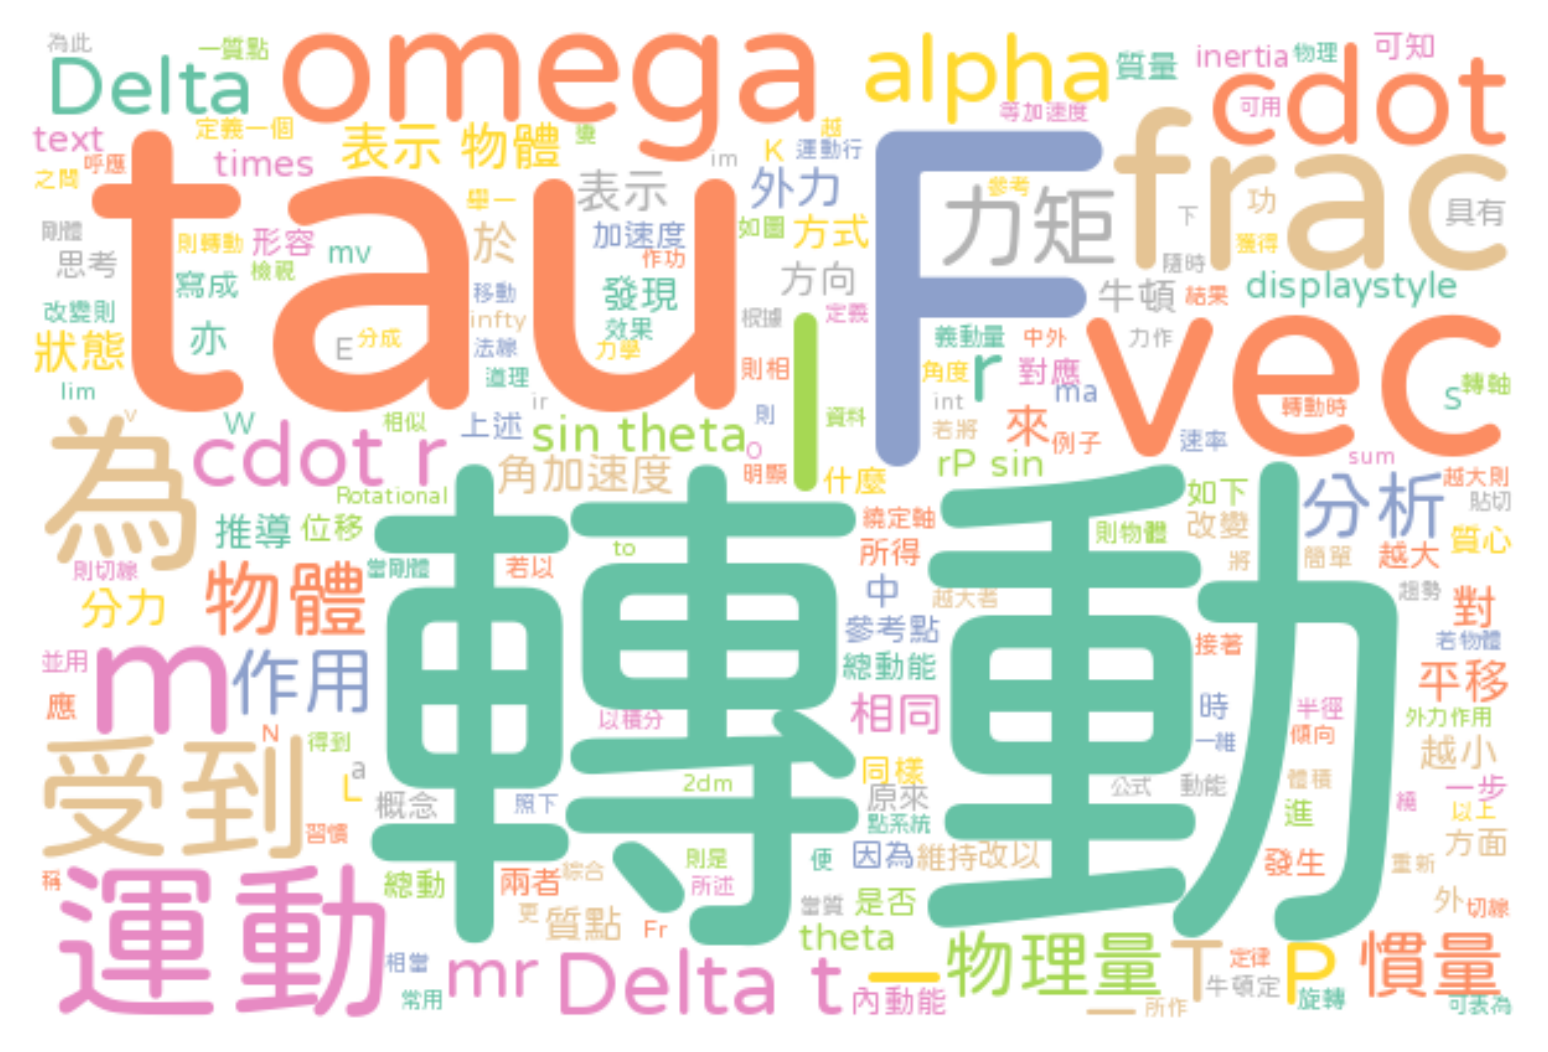 為此
一質點
Delta
omega
alpha
質量
inertia
物理
可知
cdot
可用
等加速度
text
定義一個
表示
物體
變
越
K
運動行
呼應
times
im
frac
之間
tau
F
表示
外力
力矩
參考
下
功
具有
舉一
剛體
則轉動
形容
mv
於
加速度
如圖
方式
獲得
思考
檢視
作功
方向
隨時
寫成
移動
發現
牛頓
結果
displaystyle
改變則
infty
效果
根據
定義
狀態
亦
E
分成
法線
力學
I
義動量
中外
力作
vec
道理
則相
角度
r
對應
ma
lim
ir
int
轉動時
s
轉軸
為
v
W
相似
上述
sin theta
則
資料
若將
來
例子
速率
cdot r
o
rP sin
sum
角加速度
明顯
什麼
越大則
Rotational
轉動
如下
分析
貼切
推導
位移
繞定軸
改變
則物體
質心
to
所得
將
簡單
越大
則切線
物體
當剛體
若以
分力
中
越大者
趨勢
對
參考點
若物體
並用
m
作用
總動能
接著
平移
應
以積分
相同
時
半徑
外力作用
N
得到
一維
傾向
越小
受到
a
L
2dm
同樣
公式
動能
體積
一步
概念
照下
原來
繞
以上
習慣
點系統
進
方面
運動
則是
便
因為
維持改以
發生
重新
稱
總動
兩者
綜合
所述
當質
是否
外
切線
更
質點
Fr
theta
相當
mr
Delta t
一
物理量
T
定律
P
慣量
常用
內動能
一
所作
牛頓定
旋轉
可表為